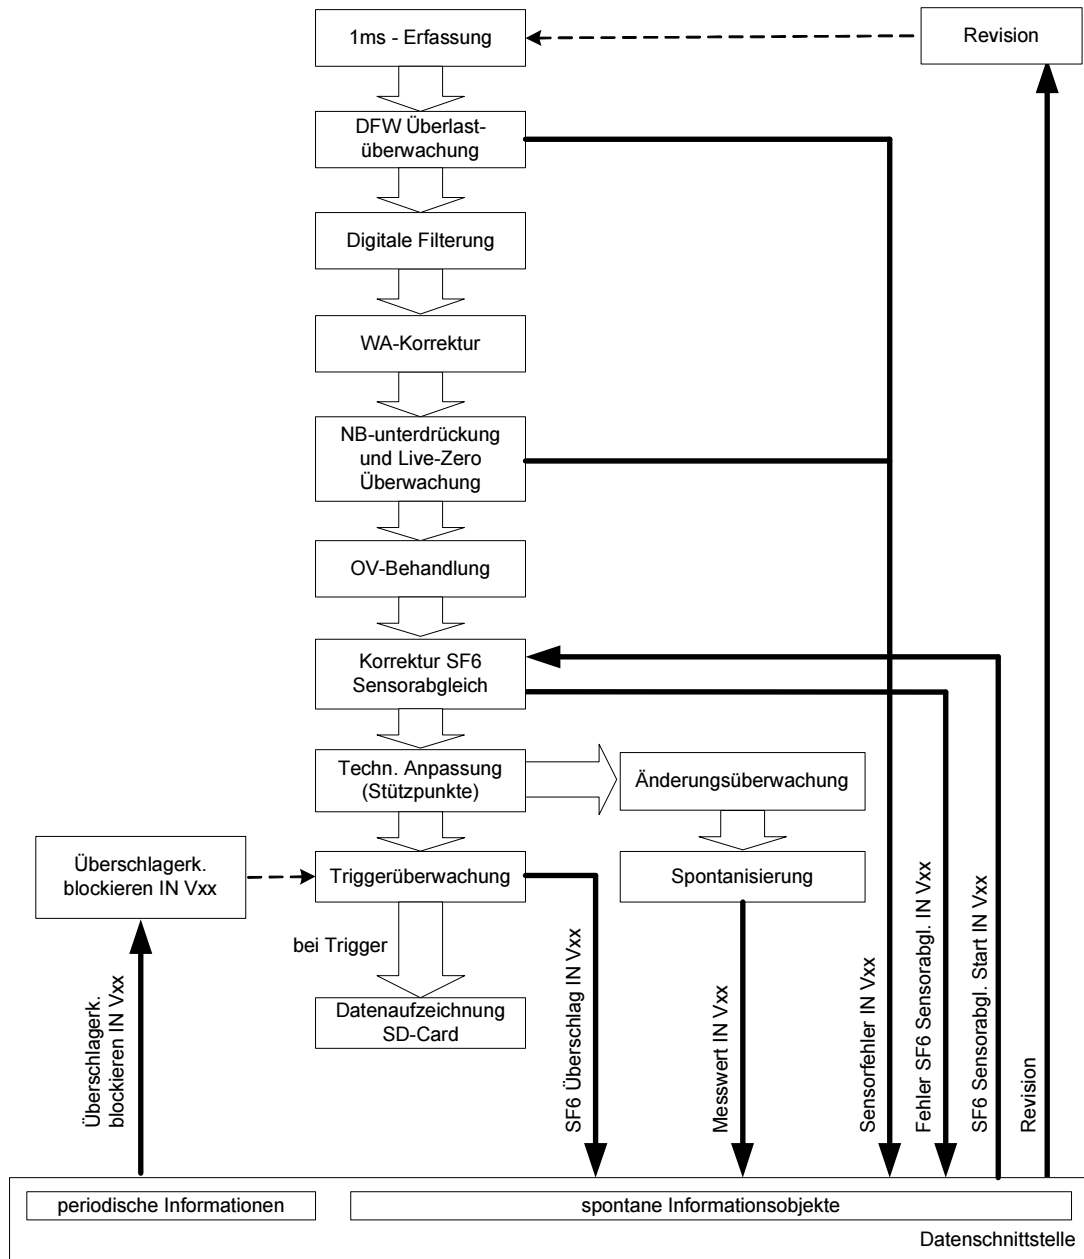 1ms - Erfassung
Revision
DFW Überlast-
überwachung
Digitale Filterung
WA-Korrektur
NB-unterdrückung
und Live-Zero
Überwachung
OV-Behandlung
Korrektur SF6
Sensorabgleich
Techn. Anpassung
(Stützpunkte)
Änderungsüberwachung
Überschlagerk.
blockieren IN Vxx
Triggerüberwachung
Spontanisierung
bei Trigger
Datenaufzeichnung
SD-Card
Überschlagerk.
blockieren IN Vxx
SF6 Überschlag IN Vxx
Messwert IN Vxx
Sensorfehler IN Vxx
Fehler SF6 Sensorabgl. IN Vxx
SF6 Sensorabgl. Start IN Vxx
Revision
periodische Informationen
spontane Informationsobjekte
Datenschnittstelle